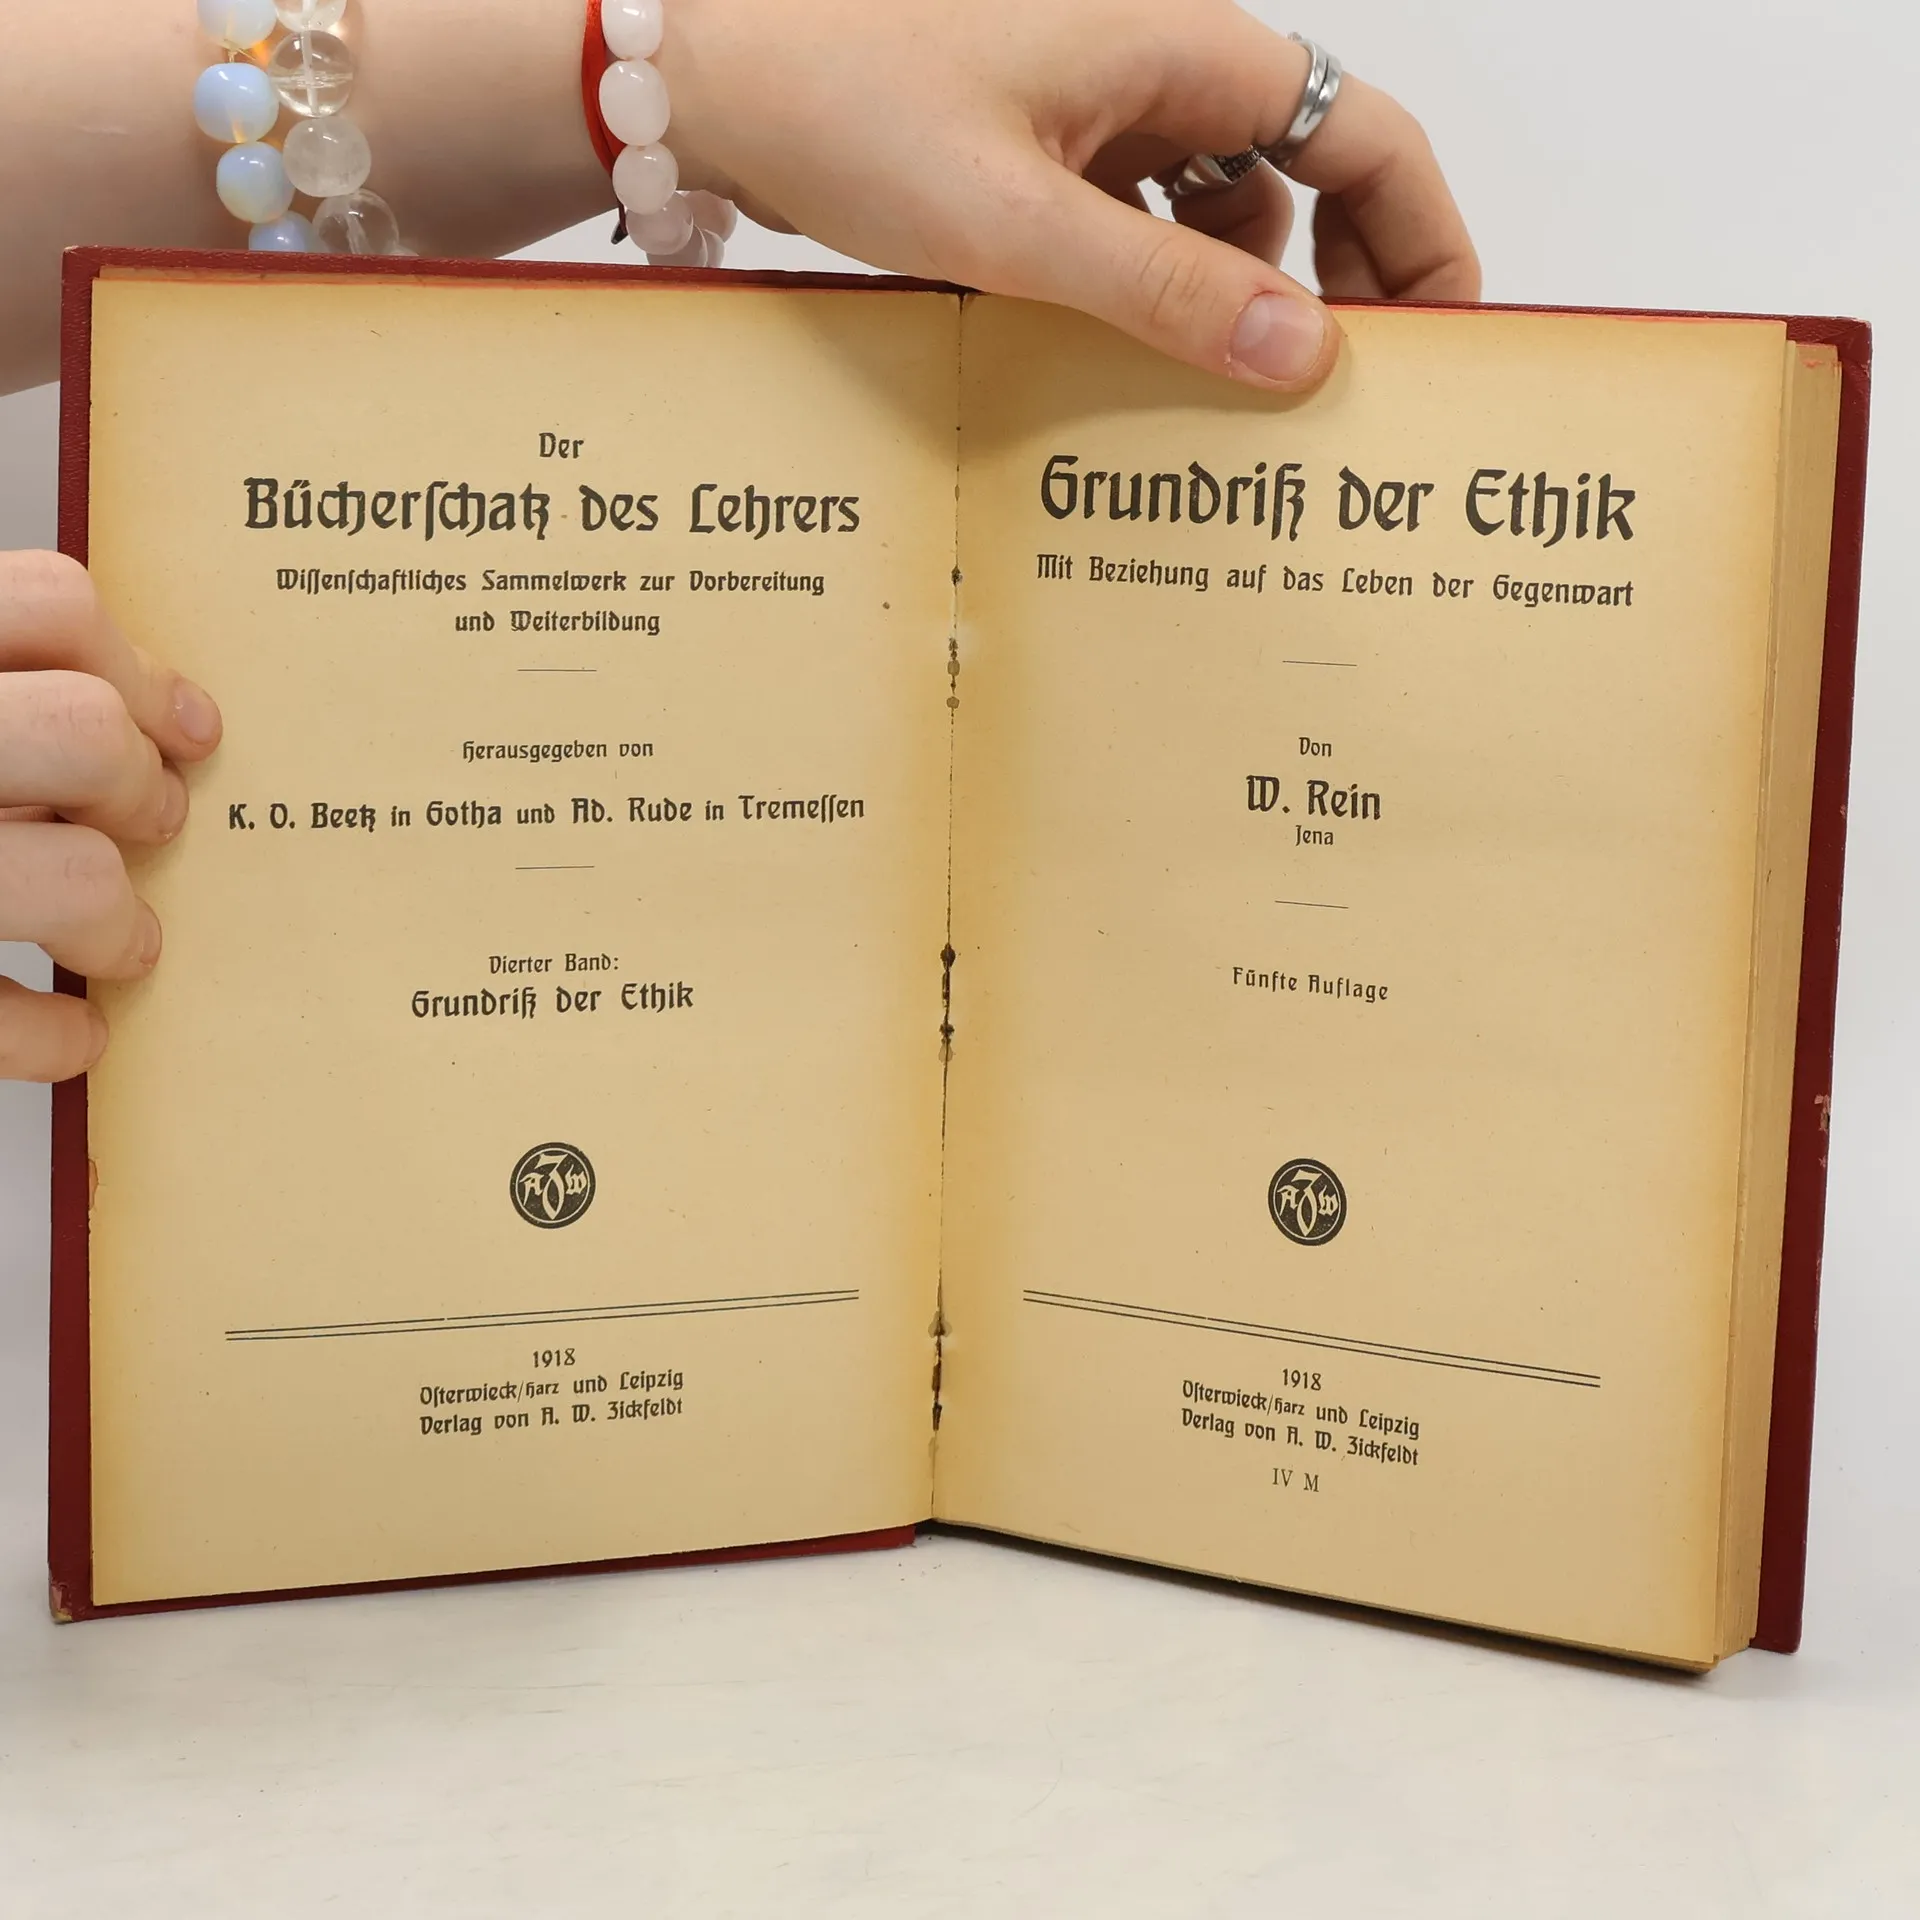 Der
Bücherſchatz des Lehrers
Wiſſenſchaftliches Sammelwerk zur Vorbereitung
und Weiterbildung
Herausgegeben von
K. O. Beetz in Gotha und Ad. Rude in Tremeſſen
Vierter Band:
Grundriß der Ethik
A Z W
1918
Oſterwieck/Harz und Leipzig
Verlag von A. W. Zickfeldt
Grundriß der Ethik
Mit Beziehung auf das Leben der Gegenwart
Von
W. Rein
Jena
Fünfte Auflage
A Z W
1918
Oſterwieck/Harz und Leipzig
Verlag von A. W. Zickfeldt
IV M